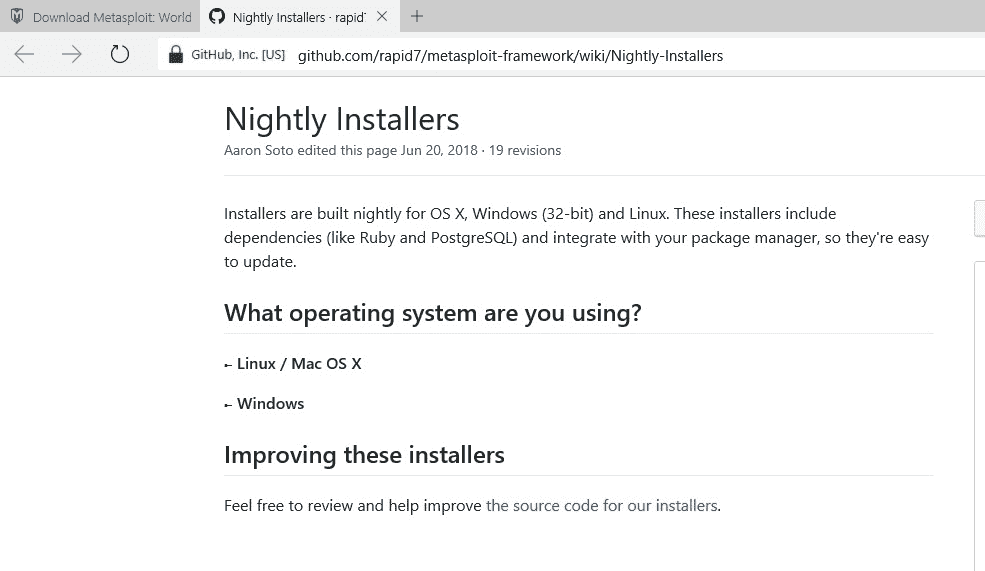 Download Metasploit: World
Nightly Installers · rapid
GitHub, Inc. [US]
github.com/rapid7/metasploit-framework/wiki/Nightly-Installers
Nightly Installers
Aaron Soto edited this page Jun 20, 2018 · 19 revisions
Installers are built nightly for OS X, Windows (32-bit) and Linux. These installers include
dependencies (like Ruby and PostgreSQL) and integrate with your package manager, so they're easy
to update.
What operating system are you using?
Linux / Mac OS X
Windows
Improving these installers
Feel free to review and help improve the source code for our installers.